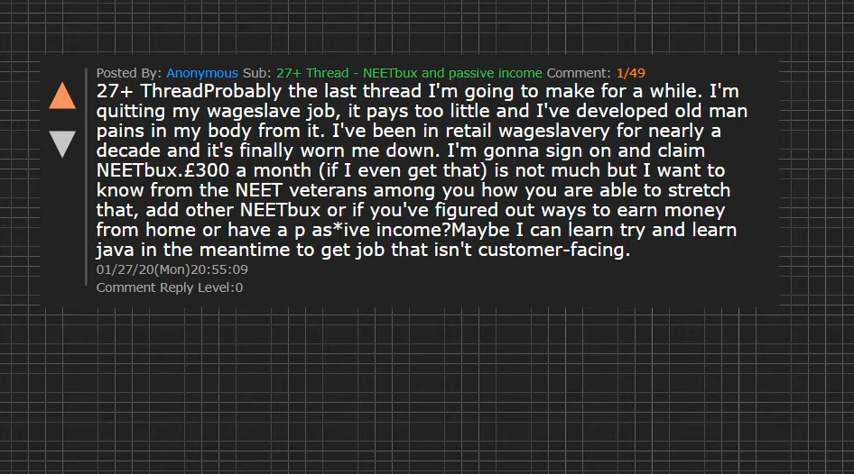 Posted By: Anonymous Sub: 27+ Thread - NEETbux and passive income Comment: 1/49
27+ ThreadProbably the last thread I'm going to make for a while. I'm
quitting my wageslave job, it pays too little and I've developed old man
pains in my body from it. I've been in retail wageslavery for nearly a
decade and it's finally worn me down. I'm gonna sign on and claim
NEETbux.£300 a month (if I even get that) is not much but I want to
know from the NEET veterans among you how you are able to stretch
that, add other NEETbux or if you've figured out ways to earn money
from home or have a p as*ive income?Maybe I can learn try and learn
java in the meantime to get job that isn't customer-facing.
01/27/20(Mon)20:55:09
Comment Reply Level:0